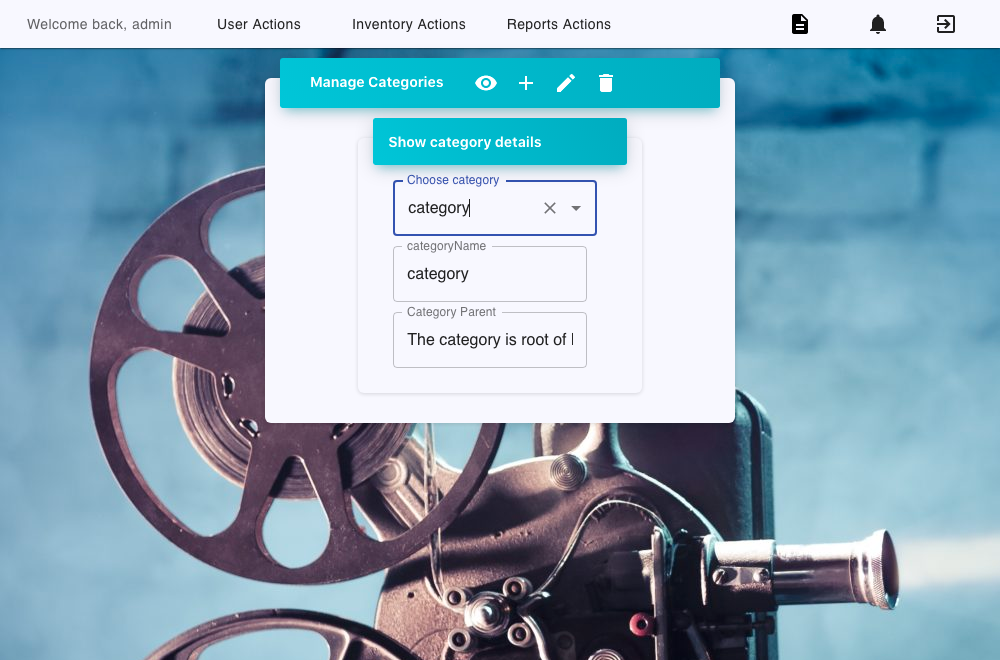 Welcome back, admin
User Actions
Inventory Actions
Reports Actions
Manage Categories
Show category details
Choose category
category
categoryName
category
Category Parent
The category is root of